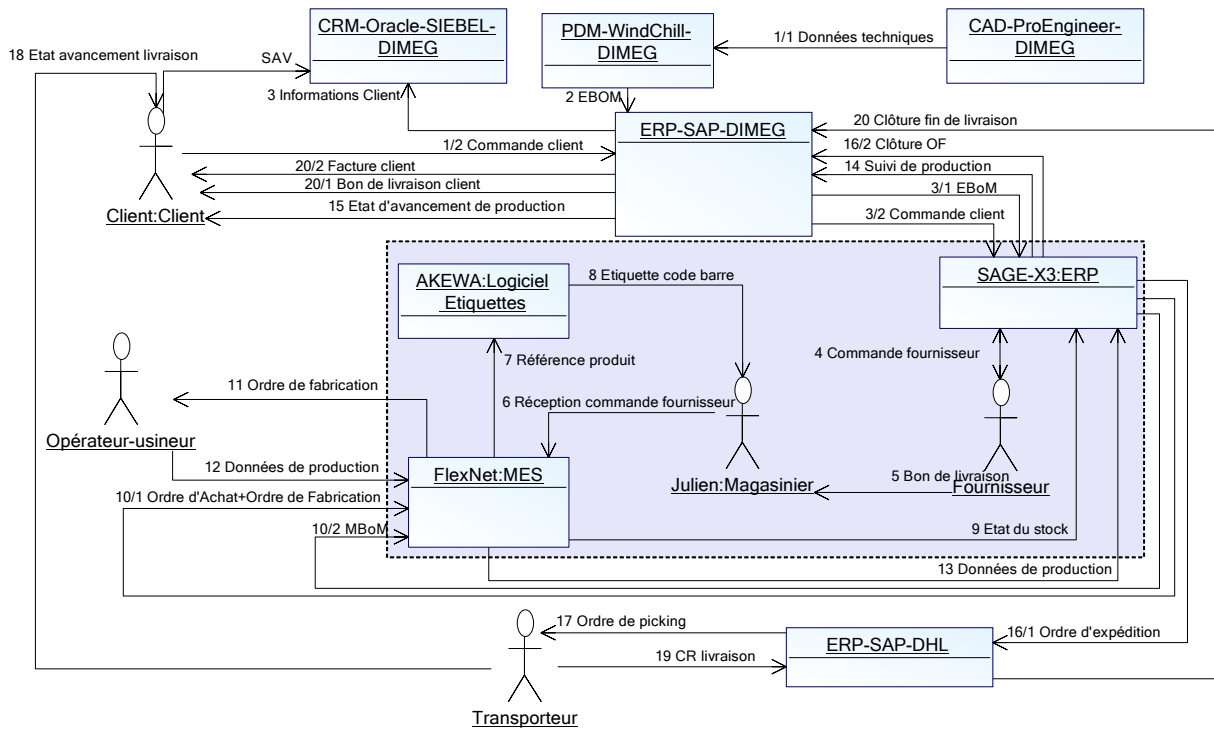 CRM-Oracle-SIEBEL-
DIMEG
PDM-WindChill-
DIMEG
CAD-ProEngineer-
DIMEG
18 Etat avancement livraison
SAV
1/1 Données techniques
3 Informations Client
2 EBOM
ERP-SAP-DIMEG
20 Clôture fin de livraison
1/2 Commande client
16/2 Clôture OF
20/2 Facture client
14 Suivi de production
20/1 Bon de livraison client
3/1 EBoM
15 Etat d'avancement de production
3/2 Commande client
Client:Client
AKEWA:Logiciel
Etiquettes
8 Etiquette code barre
SAGE-X3:ERP
7 Référence produit
4 Commande fournisseur
11 Ordre de fabrication
6 Réception commande fournisseur
Opérateur-usineur
12 Données de production
FlexNet:MES
Julien:Magasinier
5 Bon de livraison
Fournisseur
10/1 Ordre d'Achat+Ordre de Fabrication
10/2 MBoM
9 Etat du stock
13 Données de production
17 Ordre de picking
ERP-SAP-DHL
16/1 Ordre d'expédition
19 CR livraison
Transporteur